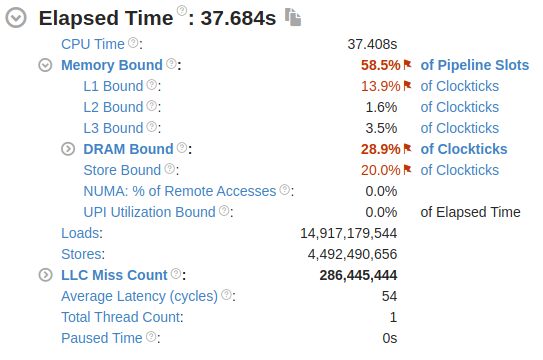 Elapsed Time ?: 37.684s
CPU Time ?: 37.408s
Memory Bound ?: 58.5% of Pipeline Slots
L1 Bound ?: 13.9% of Clockticks
L2 Bound ?: 1.6% of Clockticks
L3 Bound ?: 3.5% of Clockticks
DRAM Bound ?: 28.9% of Clockticks
Store Bound ?: 20.0% of Clockticks
NUMA: % of Remote Accesses ?: 0.0%
UPI Utilization Bound ?: 0.0% of Elapsed Time
Loads: 14,917,179,544
Stores: 4,492,490,656
LLC Miss Count ?: 286,445,444
Average Latency (cycles) ?: 54
Total Thread Count: 1
Paused Time ?: 0s